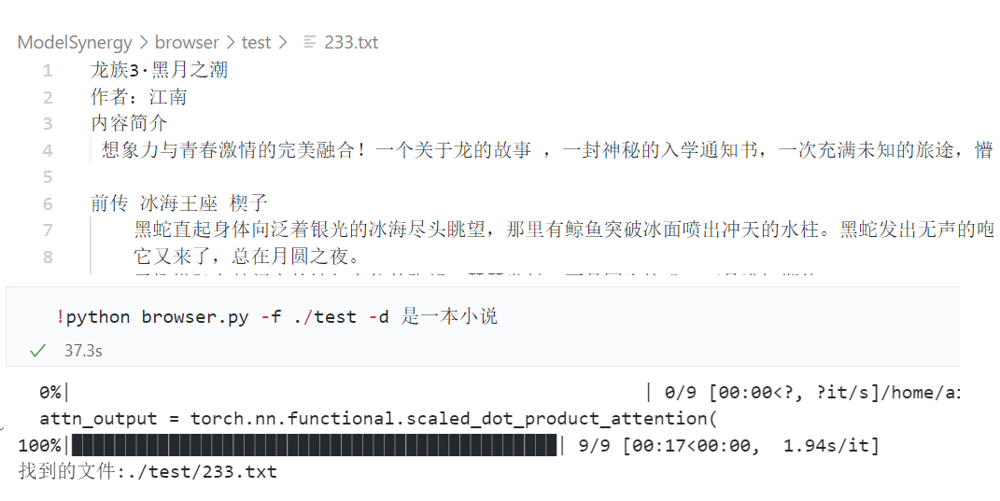 ModelSynergy > browser > test > 233.txt
1 龙族3·黑月之潮
2 作者：江南
3 内容简介
4 想象力与青春激情的完美融合！一个关于龙的故事 ，一封神秘的入学通知书，一次充满未知的旅途，懵
5
6 前传 冰海王座 楔子
7 黑蛇直起身体向泛着银光的冰海尽头眺望，那里有鲸鱼突破冰面喷出冲天的水柱。黑蛇发出无声的咆
8 它又来了，总在月圆之夜。
!python browser.py -f ./test -d 是一本小说
37.3s
0%| | 0/9 [00:00<?, ?it/s]/home/ai
attn_output = torch.nn.functional.scaled_dot_product_attention(
100%|██████████| 9/9 [00:17<00:00, 1.94s/it]
找到的文件:./test/233.txt